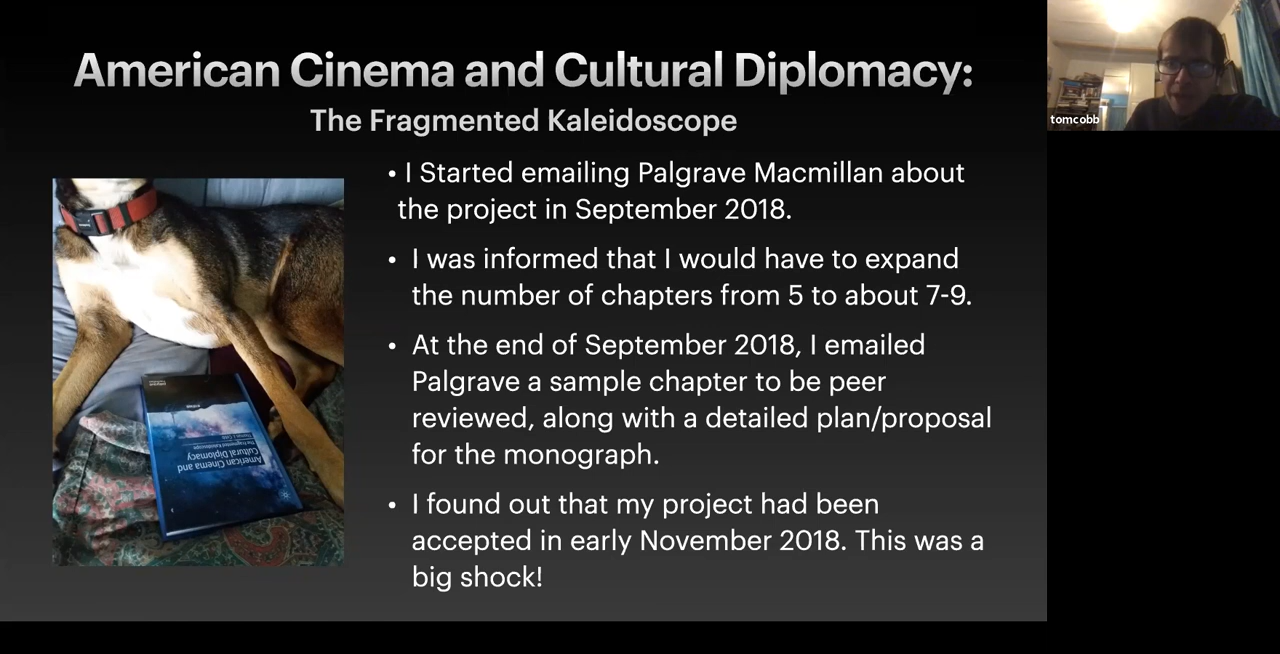 American Cinema and Cultural Diplomacy:
The Fragmented Kaleidoscope
• I Started emailing Palgrave Macmillan about
the project in September 2018.
• I was informed that I would have to expand
the number of chapters from 5 to about 7-9.
• At the end of September 2018, I emailed
Palgrave a sample chapter to be peer
reviewed, along with a detailed plan/proposal
for the monograph.
• I found out that my project had been
accepted in early November 2018. This was a
big shock!
American Cinema and
Cultural Diplomacy
The Fragmented Kaleidoscope
tomcobb